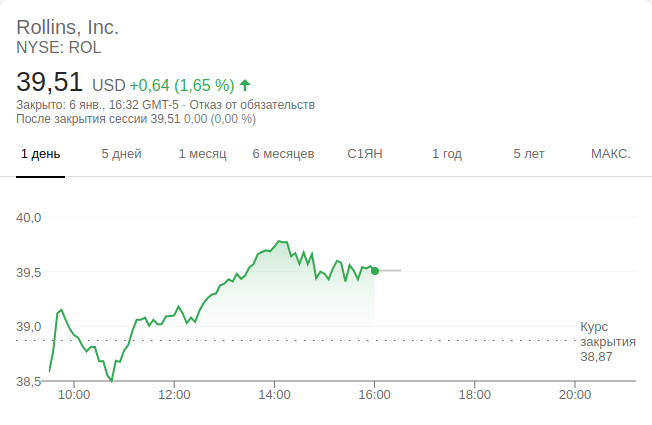 Rollins, Inc.
NYSE: ROL
39,51 USD +0,64 (1,65 %)
Закрыто: 6 янв., 16:32 GMT-5 · Отказ от обязательств
После закрытия сессии 39,51 0,00 (0,00 %)
1 день 5 дней 1 месяц 6 месяцев С1ЯН 1 год 5 лет МАКС.
40,0
39,5
39,0
Курс
закрытия
38,87
38,5
10:00 12:00 14:00 16:00 18:00 20:00